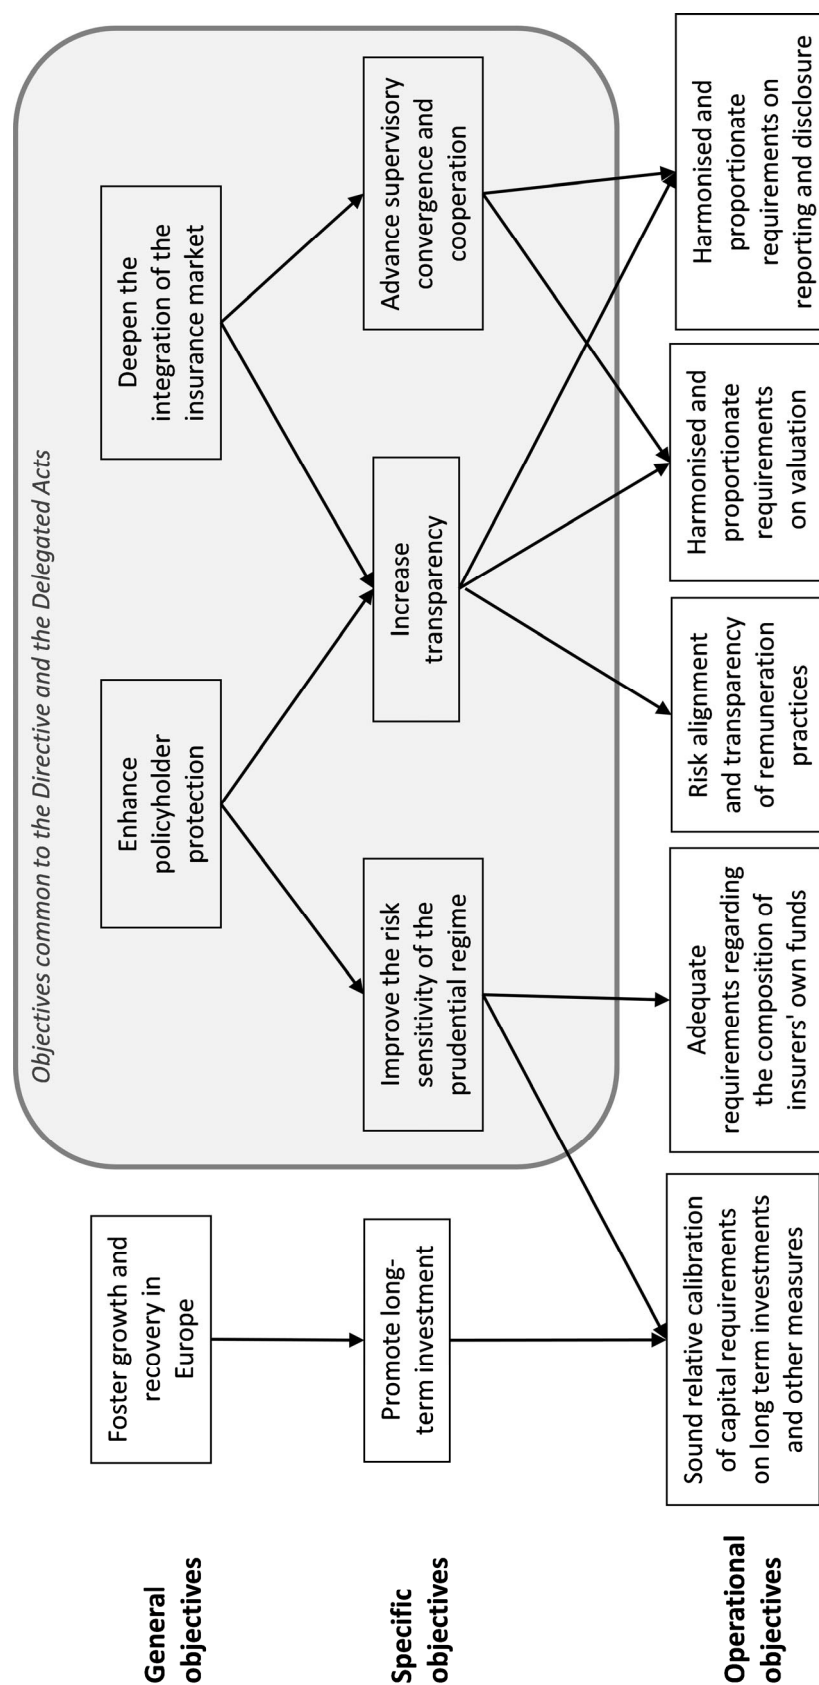 Objectives common to the Directive and the Delegated Acts
General
objectives
Foster growth and
recovery in
Europe
Enhance
policyholder
protection
Deepen the
integration of the
insurance market
Specific
objectives
Promote long-
term investment
Improve the risk
sensitivity of the
prudential regime
Increase
transparency
Advance supervisory
convergence and
cooperation
Operational
objectives
Sound relative calibration
of capital requirements
on long term investments
and other measures
Adequate
requirements regarding
the composition of
insurers' own funds
Risk alignment
and transparency
of remuneration
practices
Harmonised and
proportionate
requirements
on valuation
Harmonised and
proportionate
requirements on
reporting and disclosure